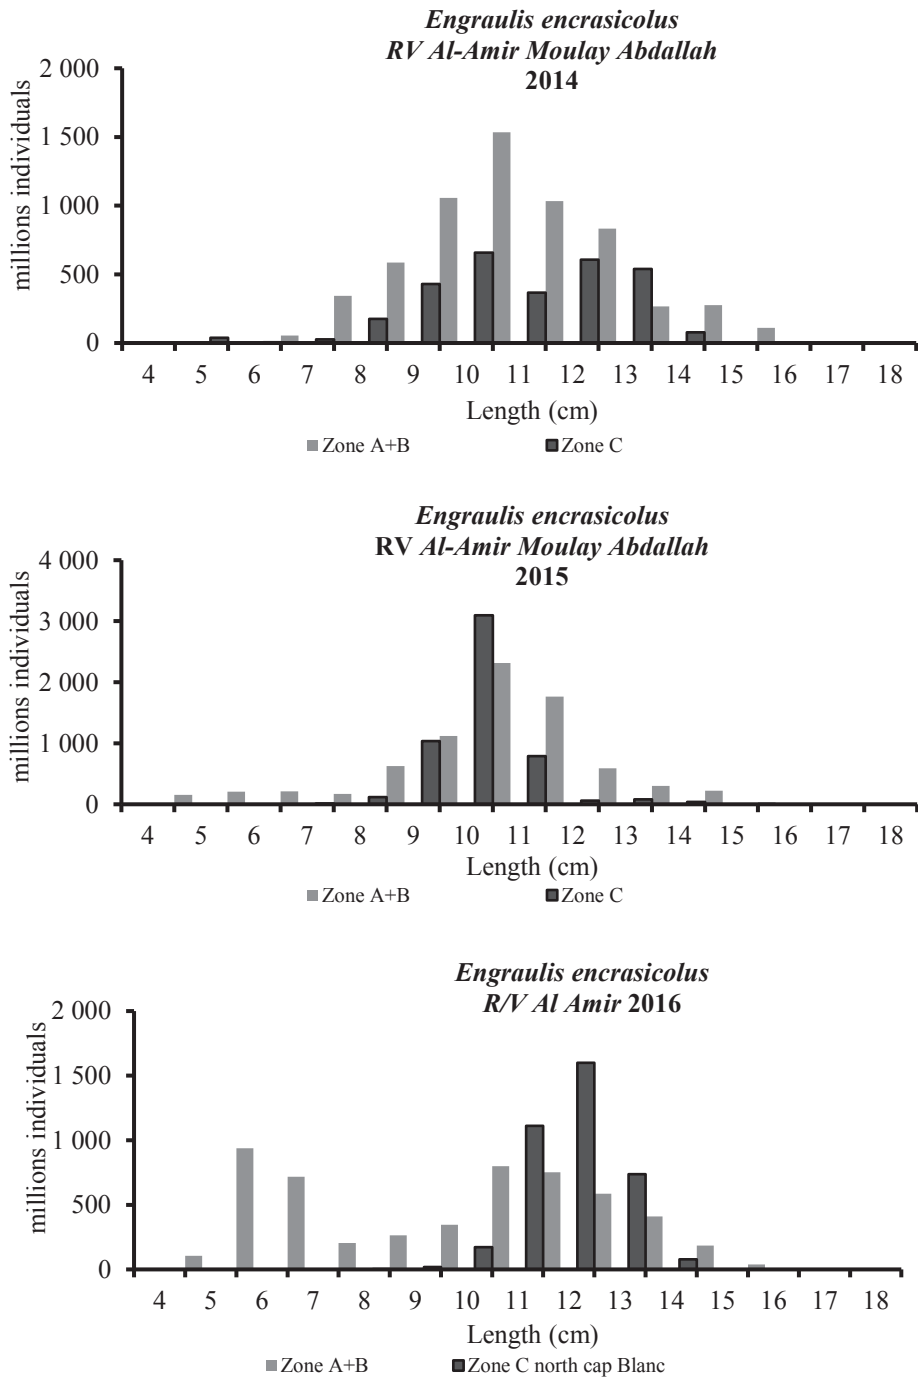 Engraulis encrasicolus
RV Al-Amir Moulay Abdallah
2014
millions individuals
2 000
1 500
1 000
500
0
4 5 6 7 8 9 10 11 12 13 14 15 16 17 18
Length (cm)
Zone A+B Zone C
Engraulis encrasicolus
RV Al-Amir Moulay Abdallah
2015
millions individuals
4 000
3 000
2 000
1 000
0
4 5 6 7 8 9 10 11 12 13 14 15 16 17 18
Length (cm)
Zone A+B Zone C
Engraulis encrasicolus
R/V Al Amir 2016
millions individuals
2 000
1 500
1 000
500
0
4 5 6 7 8 9 10 11 12 13 14 15 16 17 18
Length (cm)
Zone A+B Zone C north cap Blanc